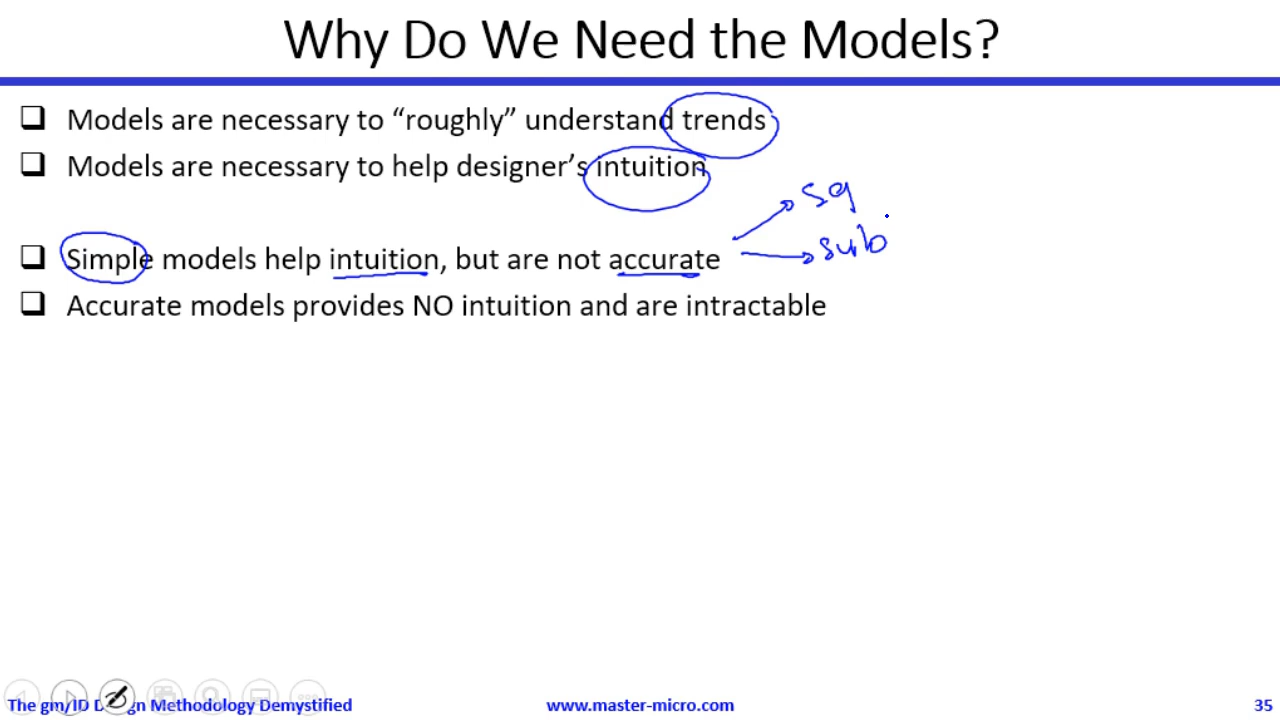 Why Do We Need the Models?
Models are necessary to “roughly” understand trends
Models are necessary to help designer’s intuition
sq
Simple models help intuition, but are not accurate
sub
Accurate models provides NO intuition and are intractable
The gm/ID D gn Methodology Demystified
www.master-micro.com
35